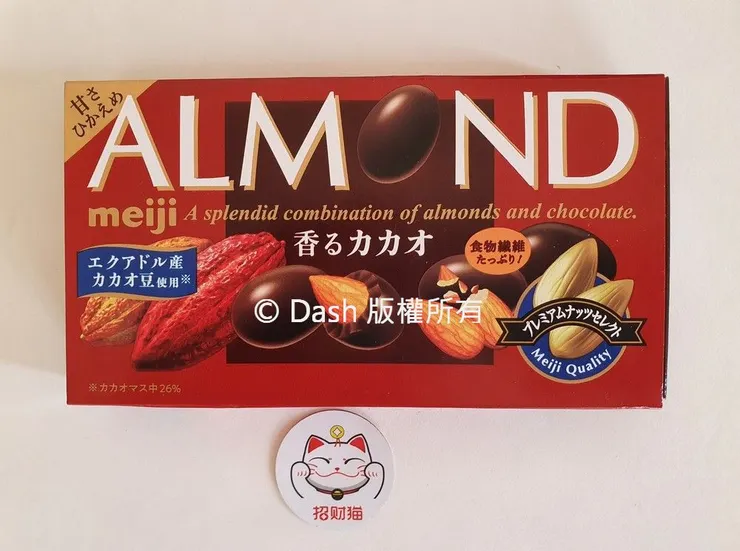 甘さ
ひかえめ
ALMOND
meiji A splendid combination of almonds and chocolate.
香るカカオ
エクアドル産
カカオ豆使用※
食物繊維
たっぷり!
© Dash 版權所有
プレミアムナッツセレクト
Meiji Quality
※カカオマス中26%
招财猫